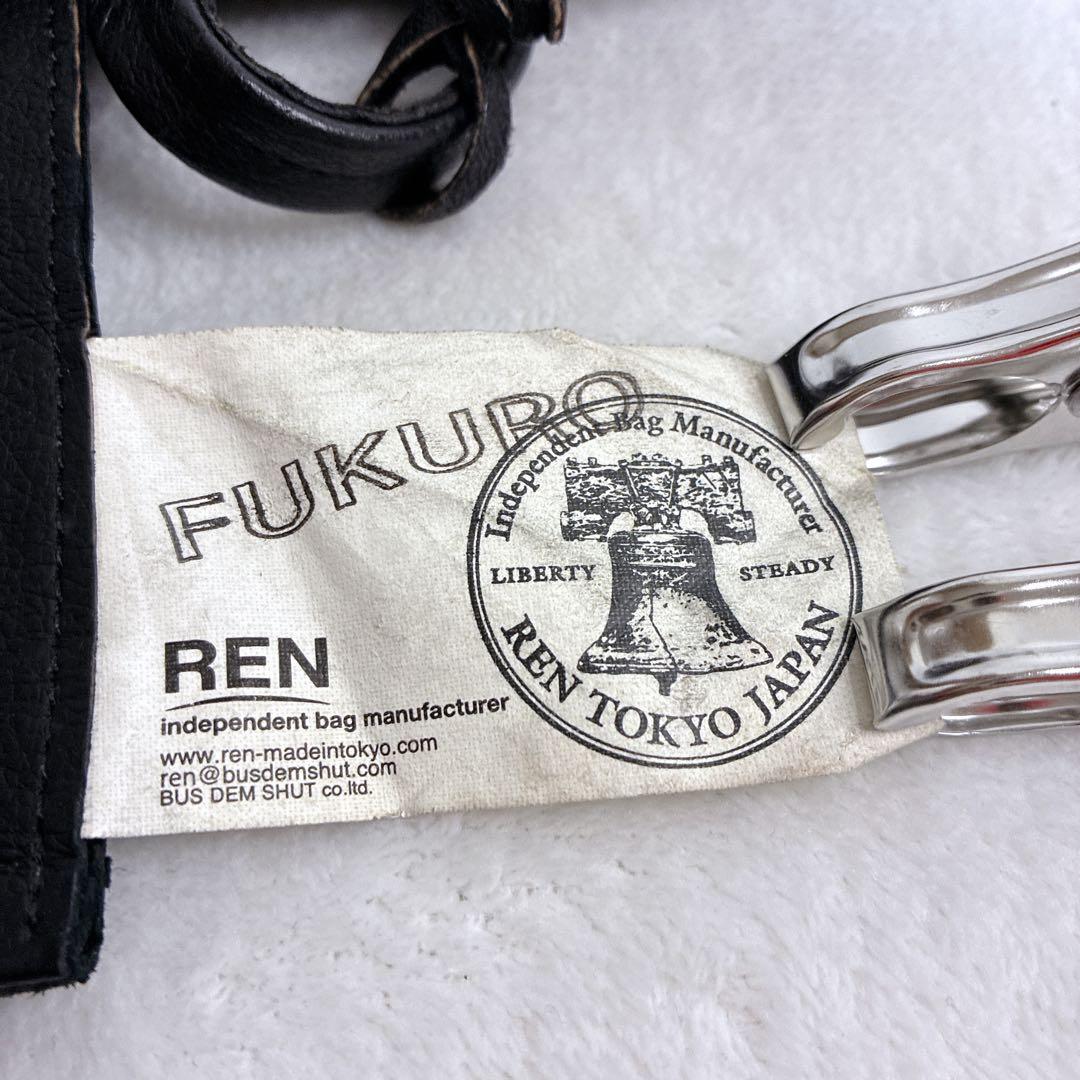 FUKURO
Independent Bag Manufacturer
LIBERTY STEADY
REN TOKYO JAPAN
REN
independent bag manufacturer
www.ren-madeintokyo.com
ren@busdemshut.com
BUS DEM SHUT co.ltd.